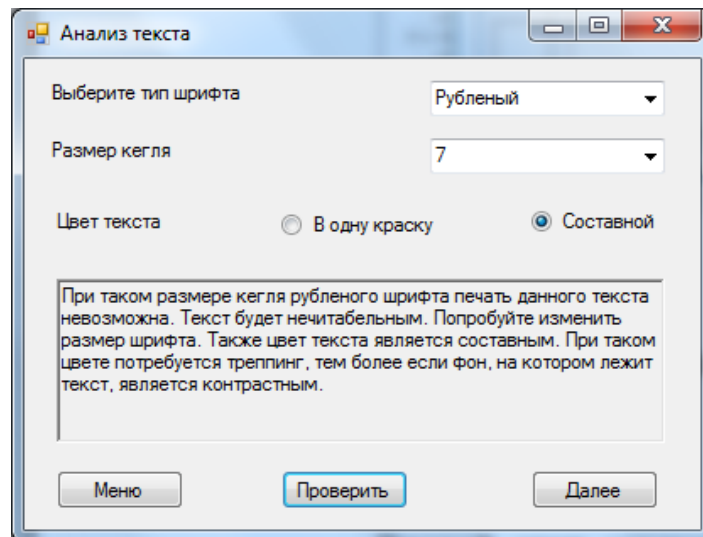 Анализ текста
Выберите тип шрифта
Рубленый
Размер кегля
7
Цвет текста
В одну краску
Составной
При таком размере кегля рубленого шрифта печать данного текста
невозможна. Текст будет нечитабельным. Попробуйте изменить
размер шрифта. Также цвет текста является составным. При таком
цвете потребуется треппинг, тем более если фон, на котором лежит
текст, является контрастным.
Меню
Проверить
Далее